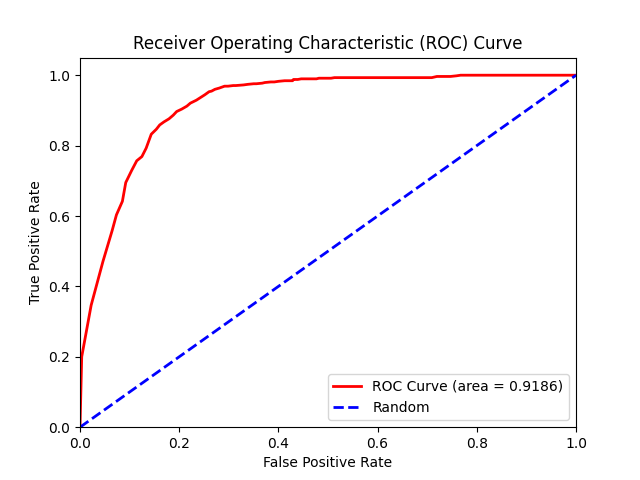 Receiver Operating Characteristic (ROC) Curve
1.0
0.8
0.6
0.4
0.2
0.0
True Positive Rate
ROC Curve (area = 0.9186)
Random
0.0 0.2 0.4 0.6 0.8 1.0
False Positive Rate